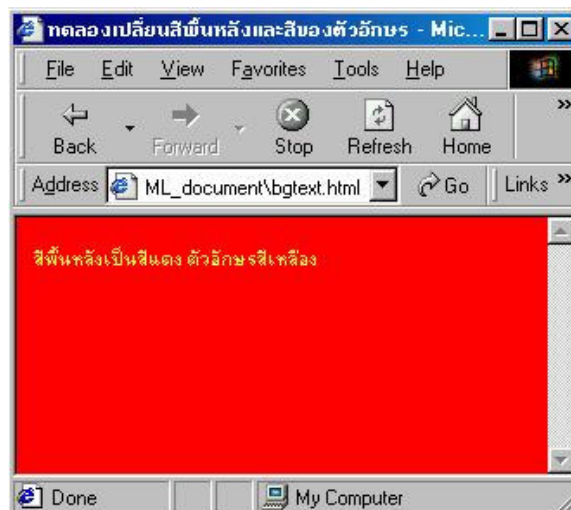 ทดลองเปลี่ยนสีพื้นหลังและสีของตัวอักษร - Mic...
File Edit View Favorites Tools Help
Back Forward Stop Refresh Home »
Address ML_document\bgtext.html Go Links »
สีพื้นหลังเป็นสีแดง ตัวอักษรสีเหลือง
Done My Computer